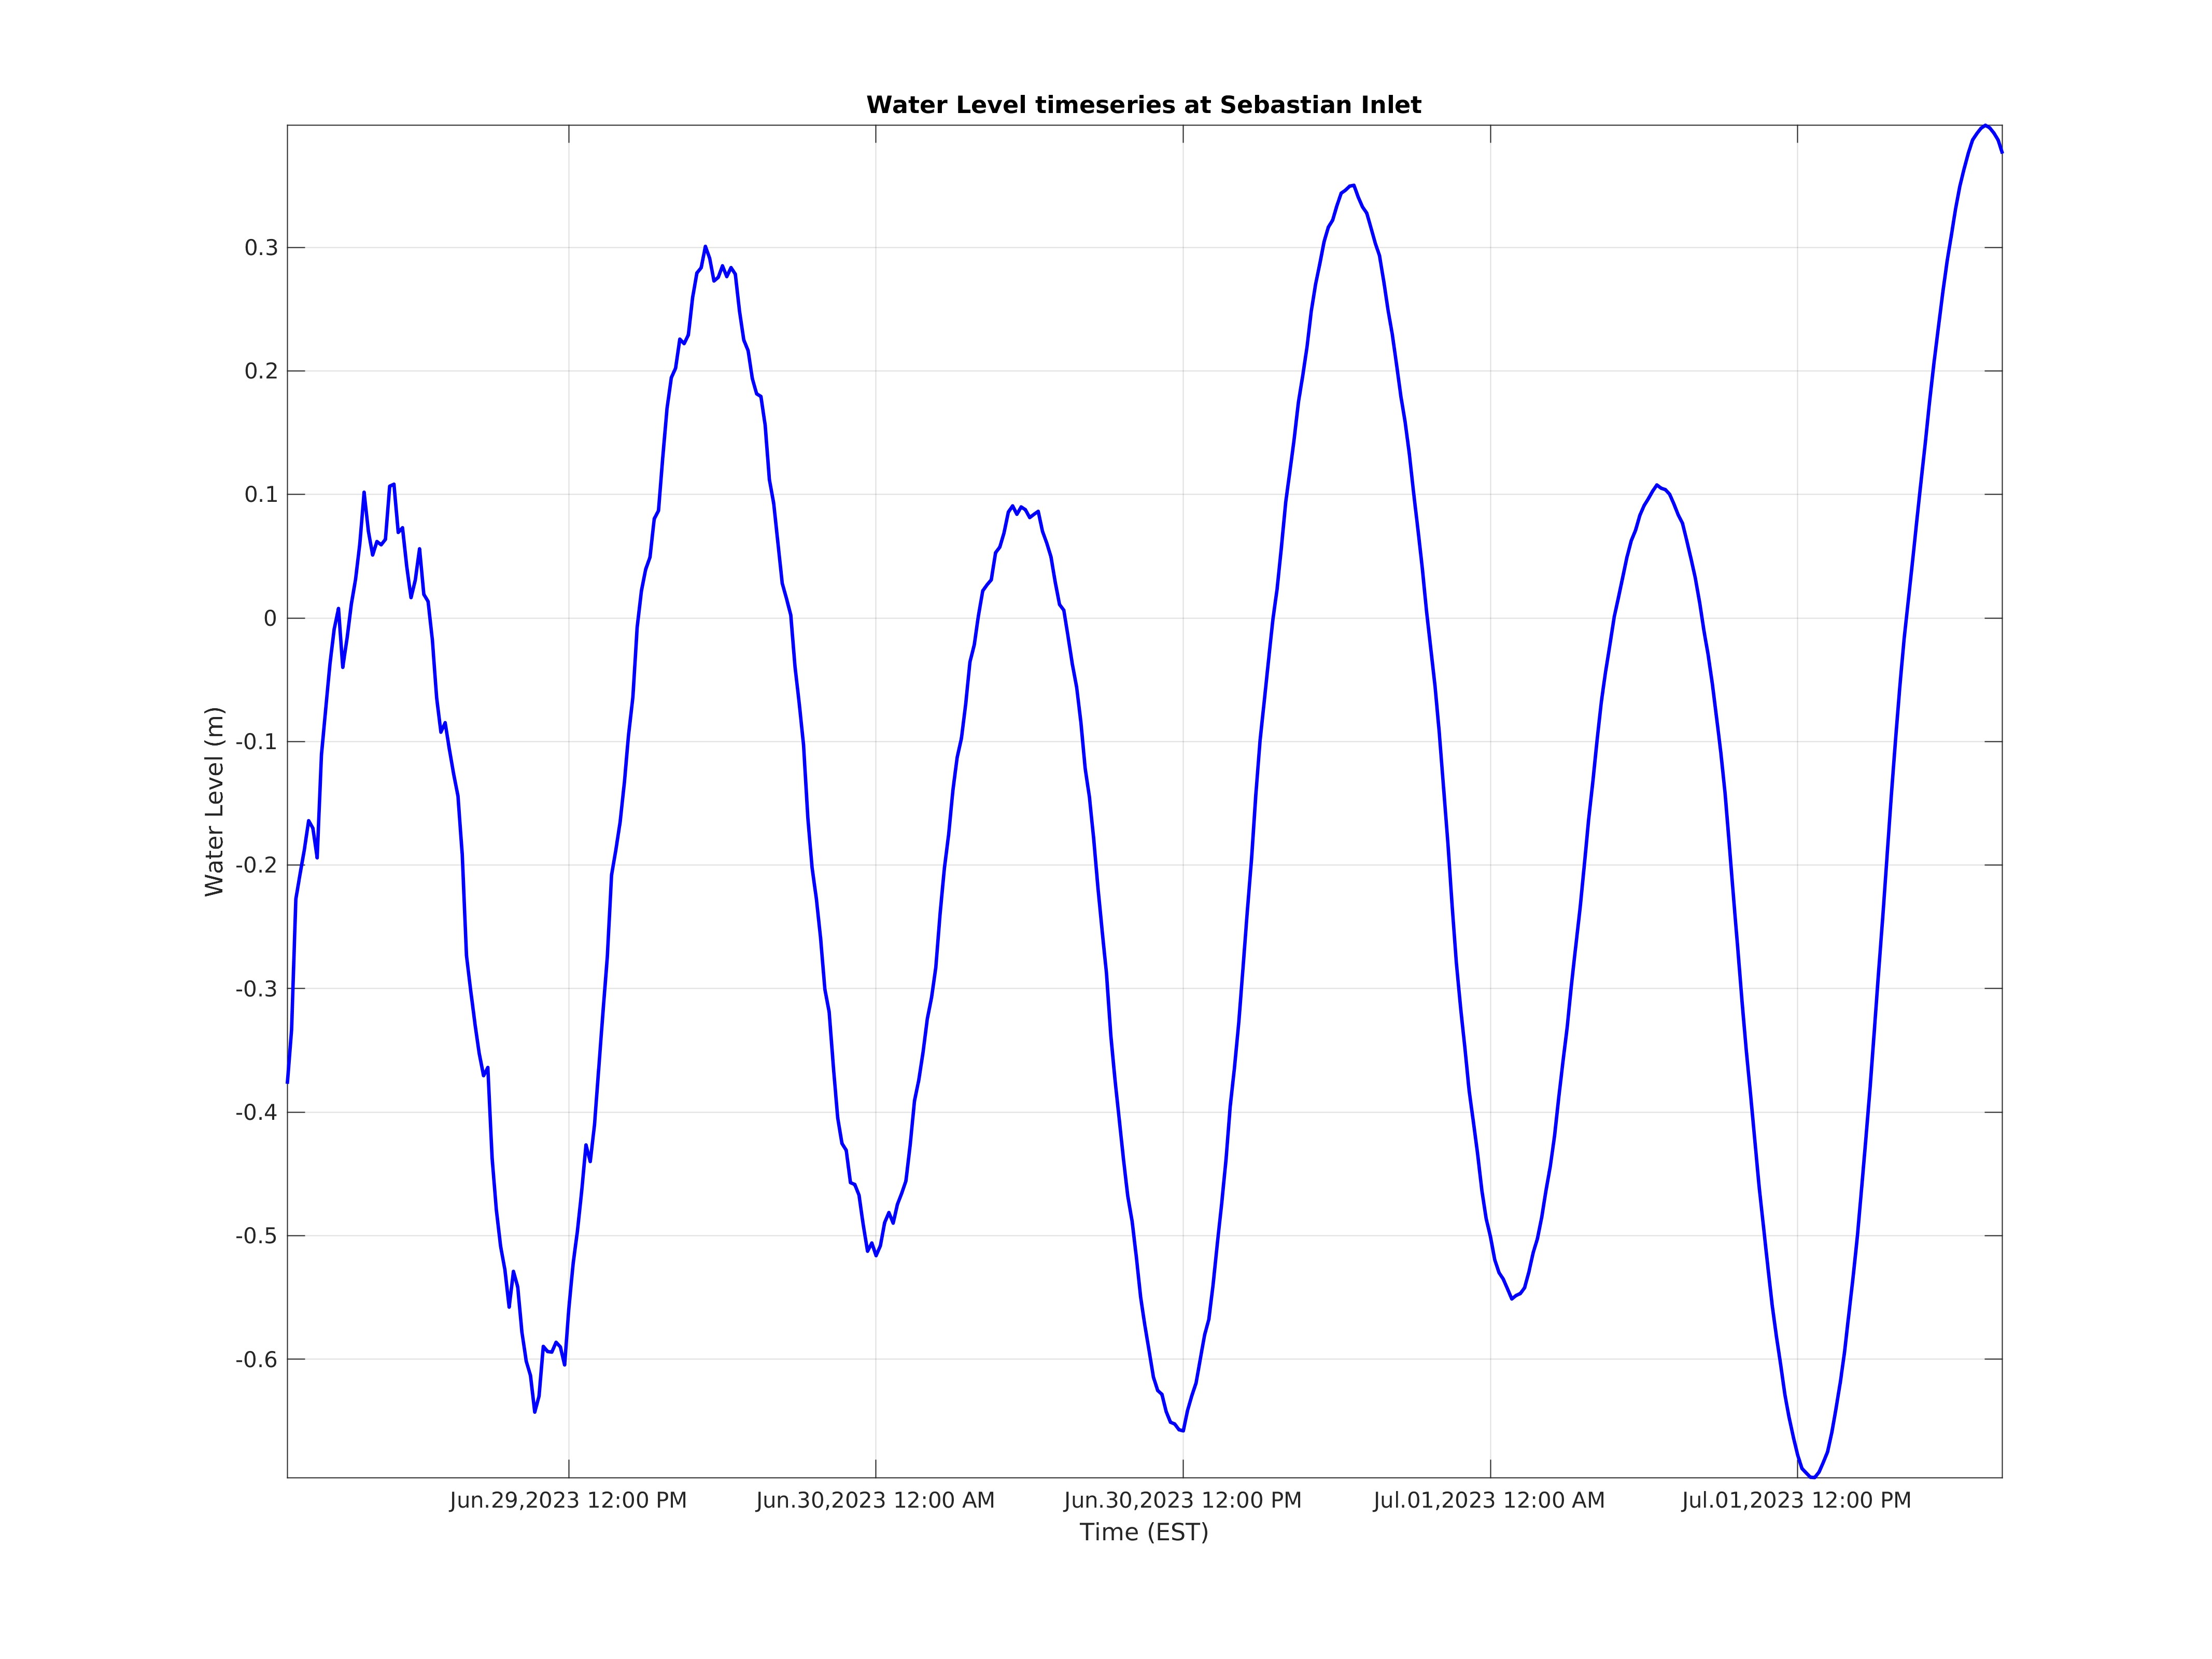 Water Level timeseries at Sebastian Inlet
0.3
0.2
0.1
0
-0.1
-0.2
-0.3
-0.4
-0.5
-0.6
Water Level (m)
Jun.29,2023 12:00 PM
Jun.30,2023 12:00 AM
Jun.30,2023 12:00 PM
Jul.01,2023 12:00 AM
Jul.01,2023 12:00 PM
Time (EST)